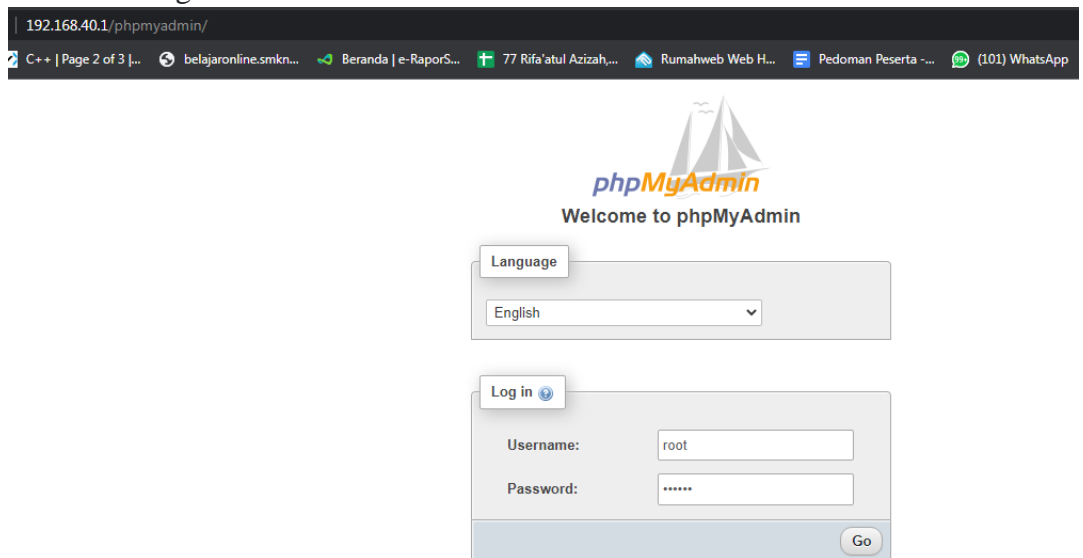 192.168.40.1/phpmyadmin/
C++ | Page 2 of 3 |... belajaronline.smkn... Beranda | e-RaporS... 77 Rifa'atul Azizah,... Rumahweb Web H... Pedoman Peserta -... 99+ (101) WhatsApp
phpMyAdmin
Welcome to phpMyAdmin
Language
English
Log in
Username: root
Password: ••••••
Go